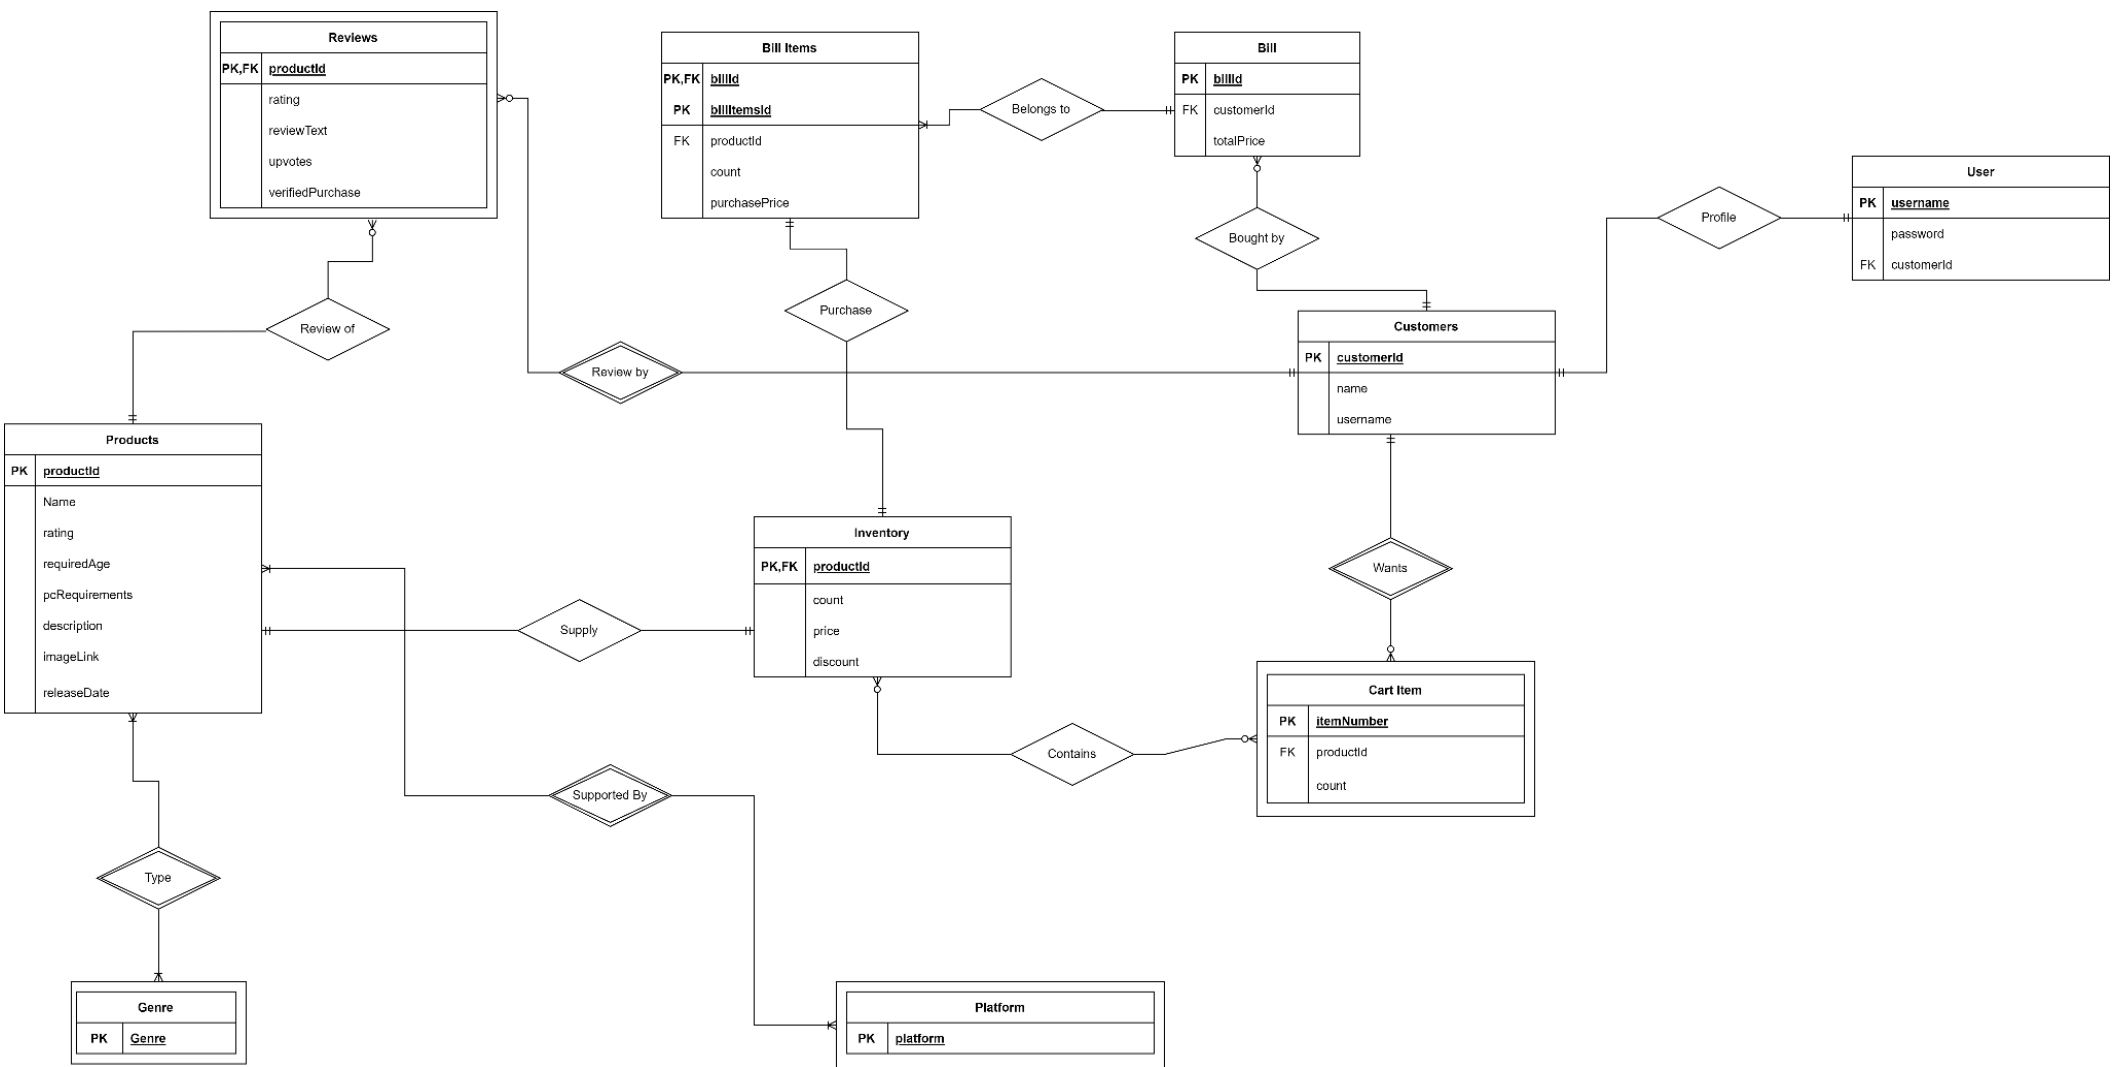 Reviews
PK,FK productId
rating
reviewText
upvotes
verifiedPurchase
Bill Items
PK,FK billId
PK billItemsId
FK productId
count
purchasePrice
Belongs to
Bill
PK billId
FK customerId
totalPrice
User
PK username
password
FK customerId
Profile
Bought by
Purchase
Review of
Review by
Customers
PK customerId
name
username
Products
PK productId
Name
rating
requiredAge
pcRequirements
description
imageLink
releaseDate
Inventory
PK,FK productId
count
price
discount
Supply
Wants
Cart Item
PK itemNumber
FK productId
count
Contains
Supported By
Type
Genre
PK Genre
Platform
PK platform